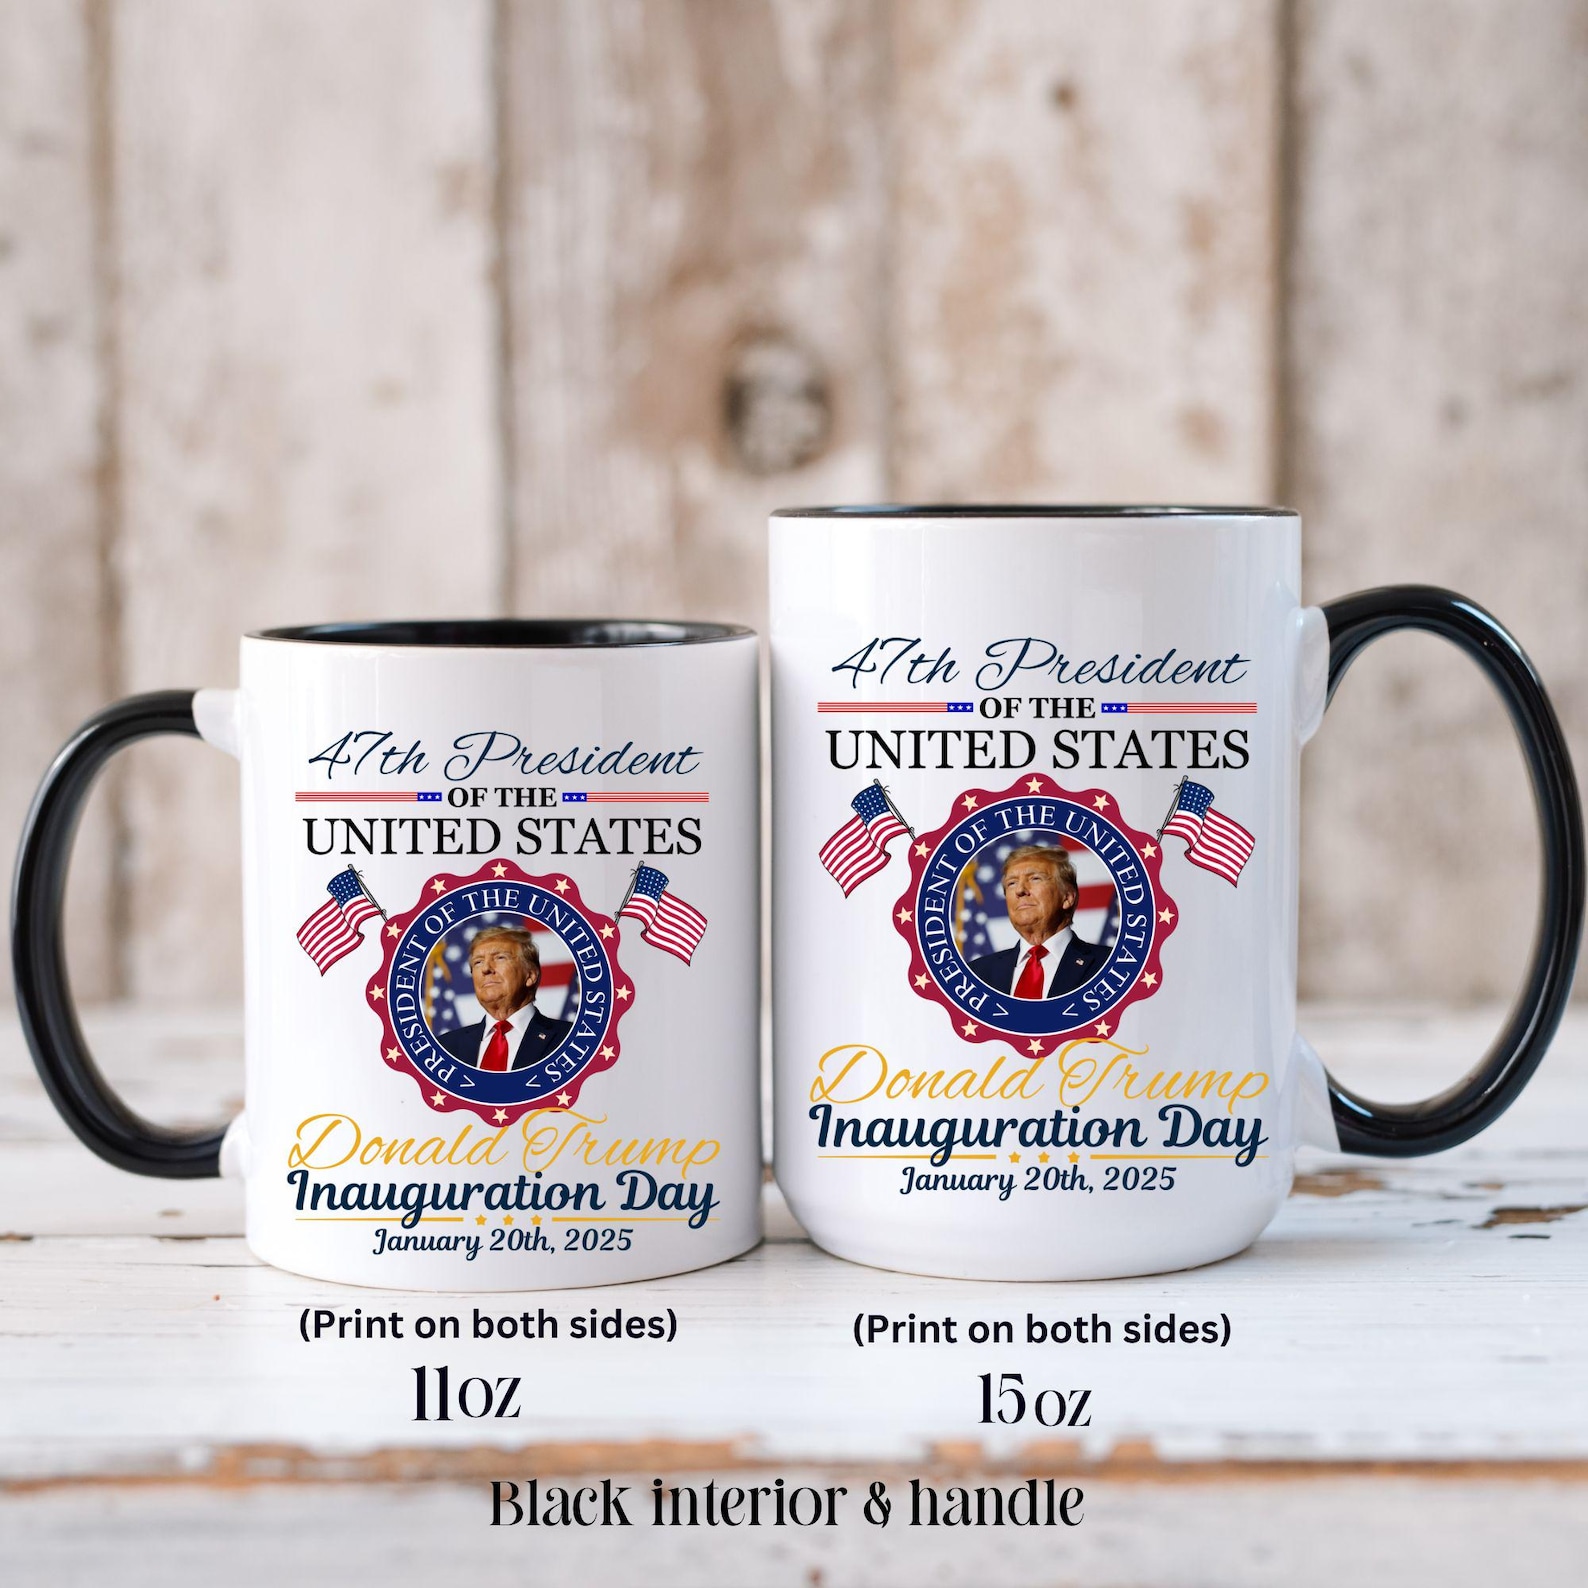 47th President
OF THE
UNITED STATES
PRESIDENT OF THE UNITED STATES
Donald Trump
Inauguration Day
January 20th, 2025
(Print on both sides)
11oz
47th President
OF THE
UNITED STATES
PRESIDENT OF THE UNITED STATES
Donald Trump
Inauguration Day
January 20th, 2025
(Print on both sides)
15oz
Black interior & handle